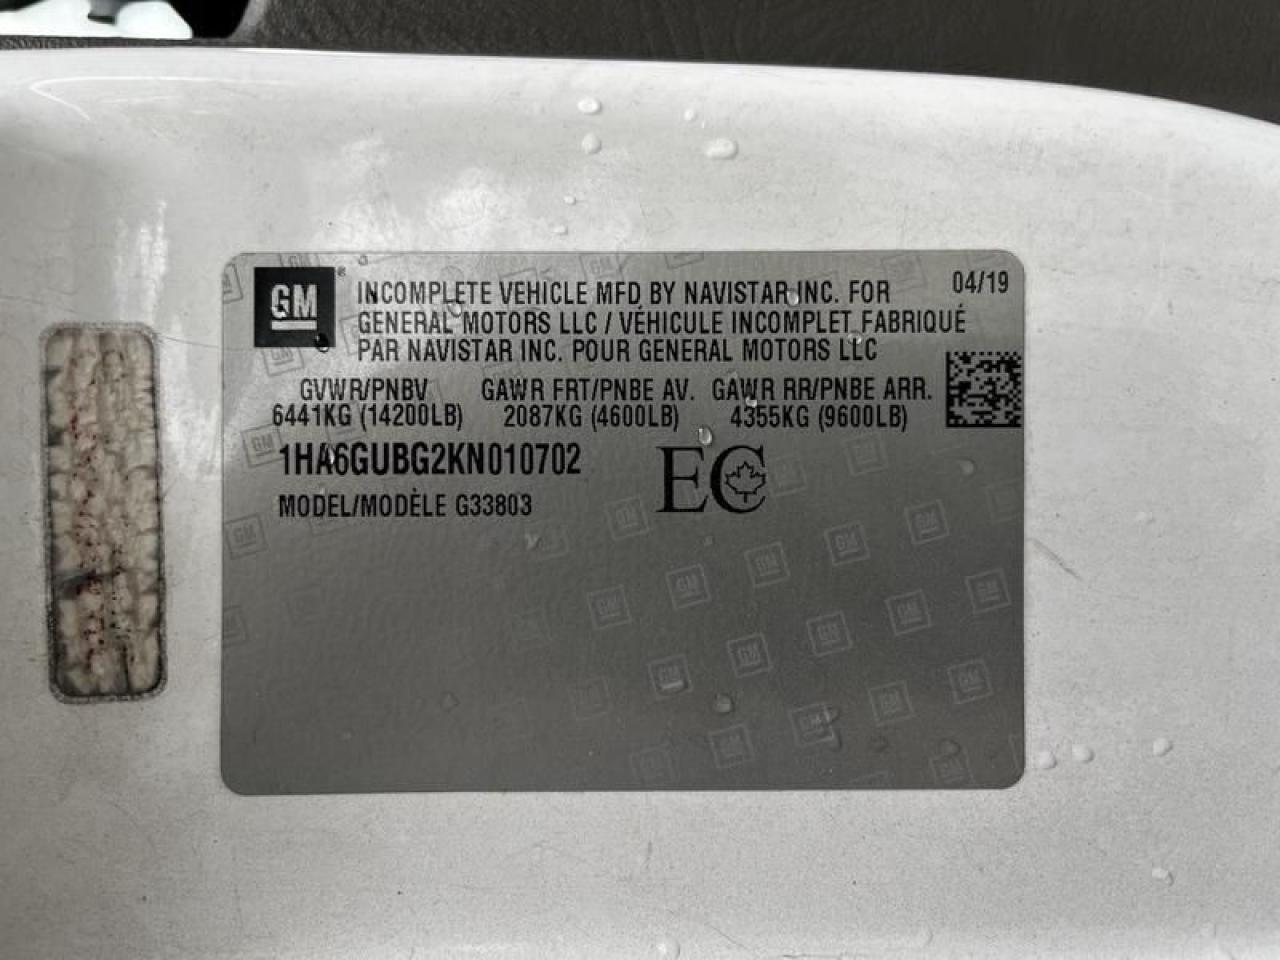 GM ® INCOMPLETE VEHICLE MFD BY NAVISTAR INC. FOR 04/19
GENERAL MOTORS LLC / VÉHICULE INCOMPLET FABRIQUÉ
PAR NAVISTAR INC. POUR GENERAL MOTORS LLC
GVWR/PNBV GAWR FRT/PNBE AV. GAWR RR/PNBE ARR.
6441KG (14200LB) 2087KG (4600LB) 4355KG (9600LB)
1HA6GUBG2KN010702 EC
MODEL/MODÈLE G33803